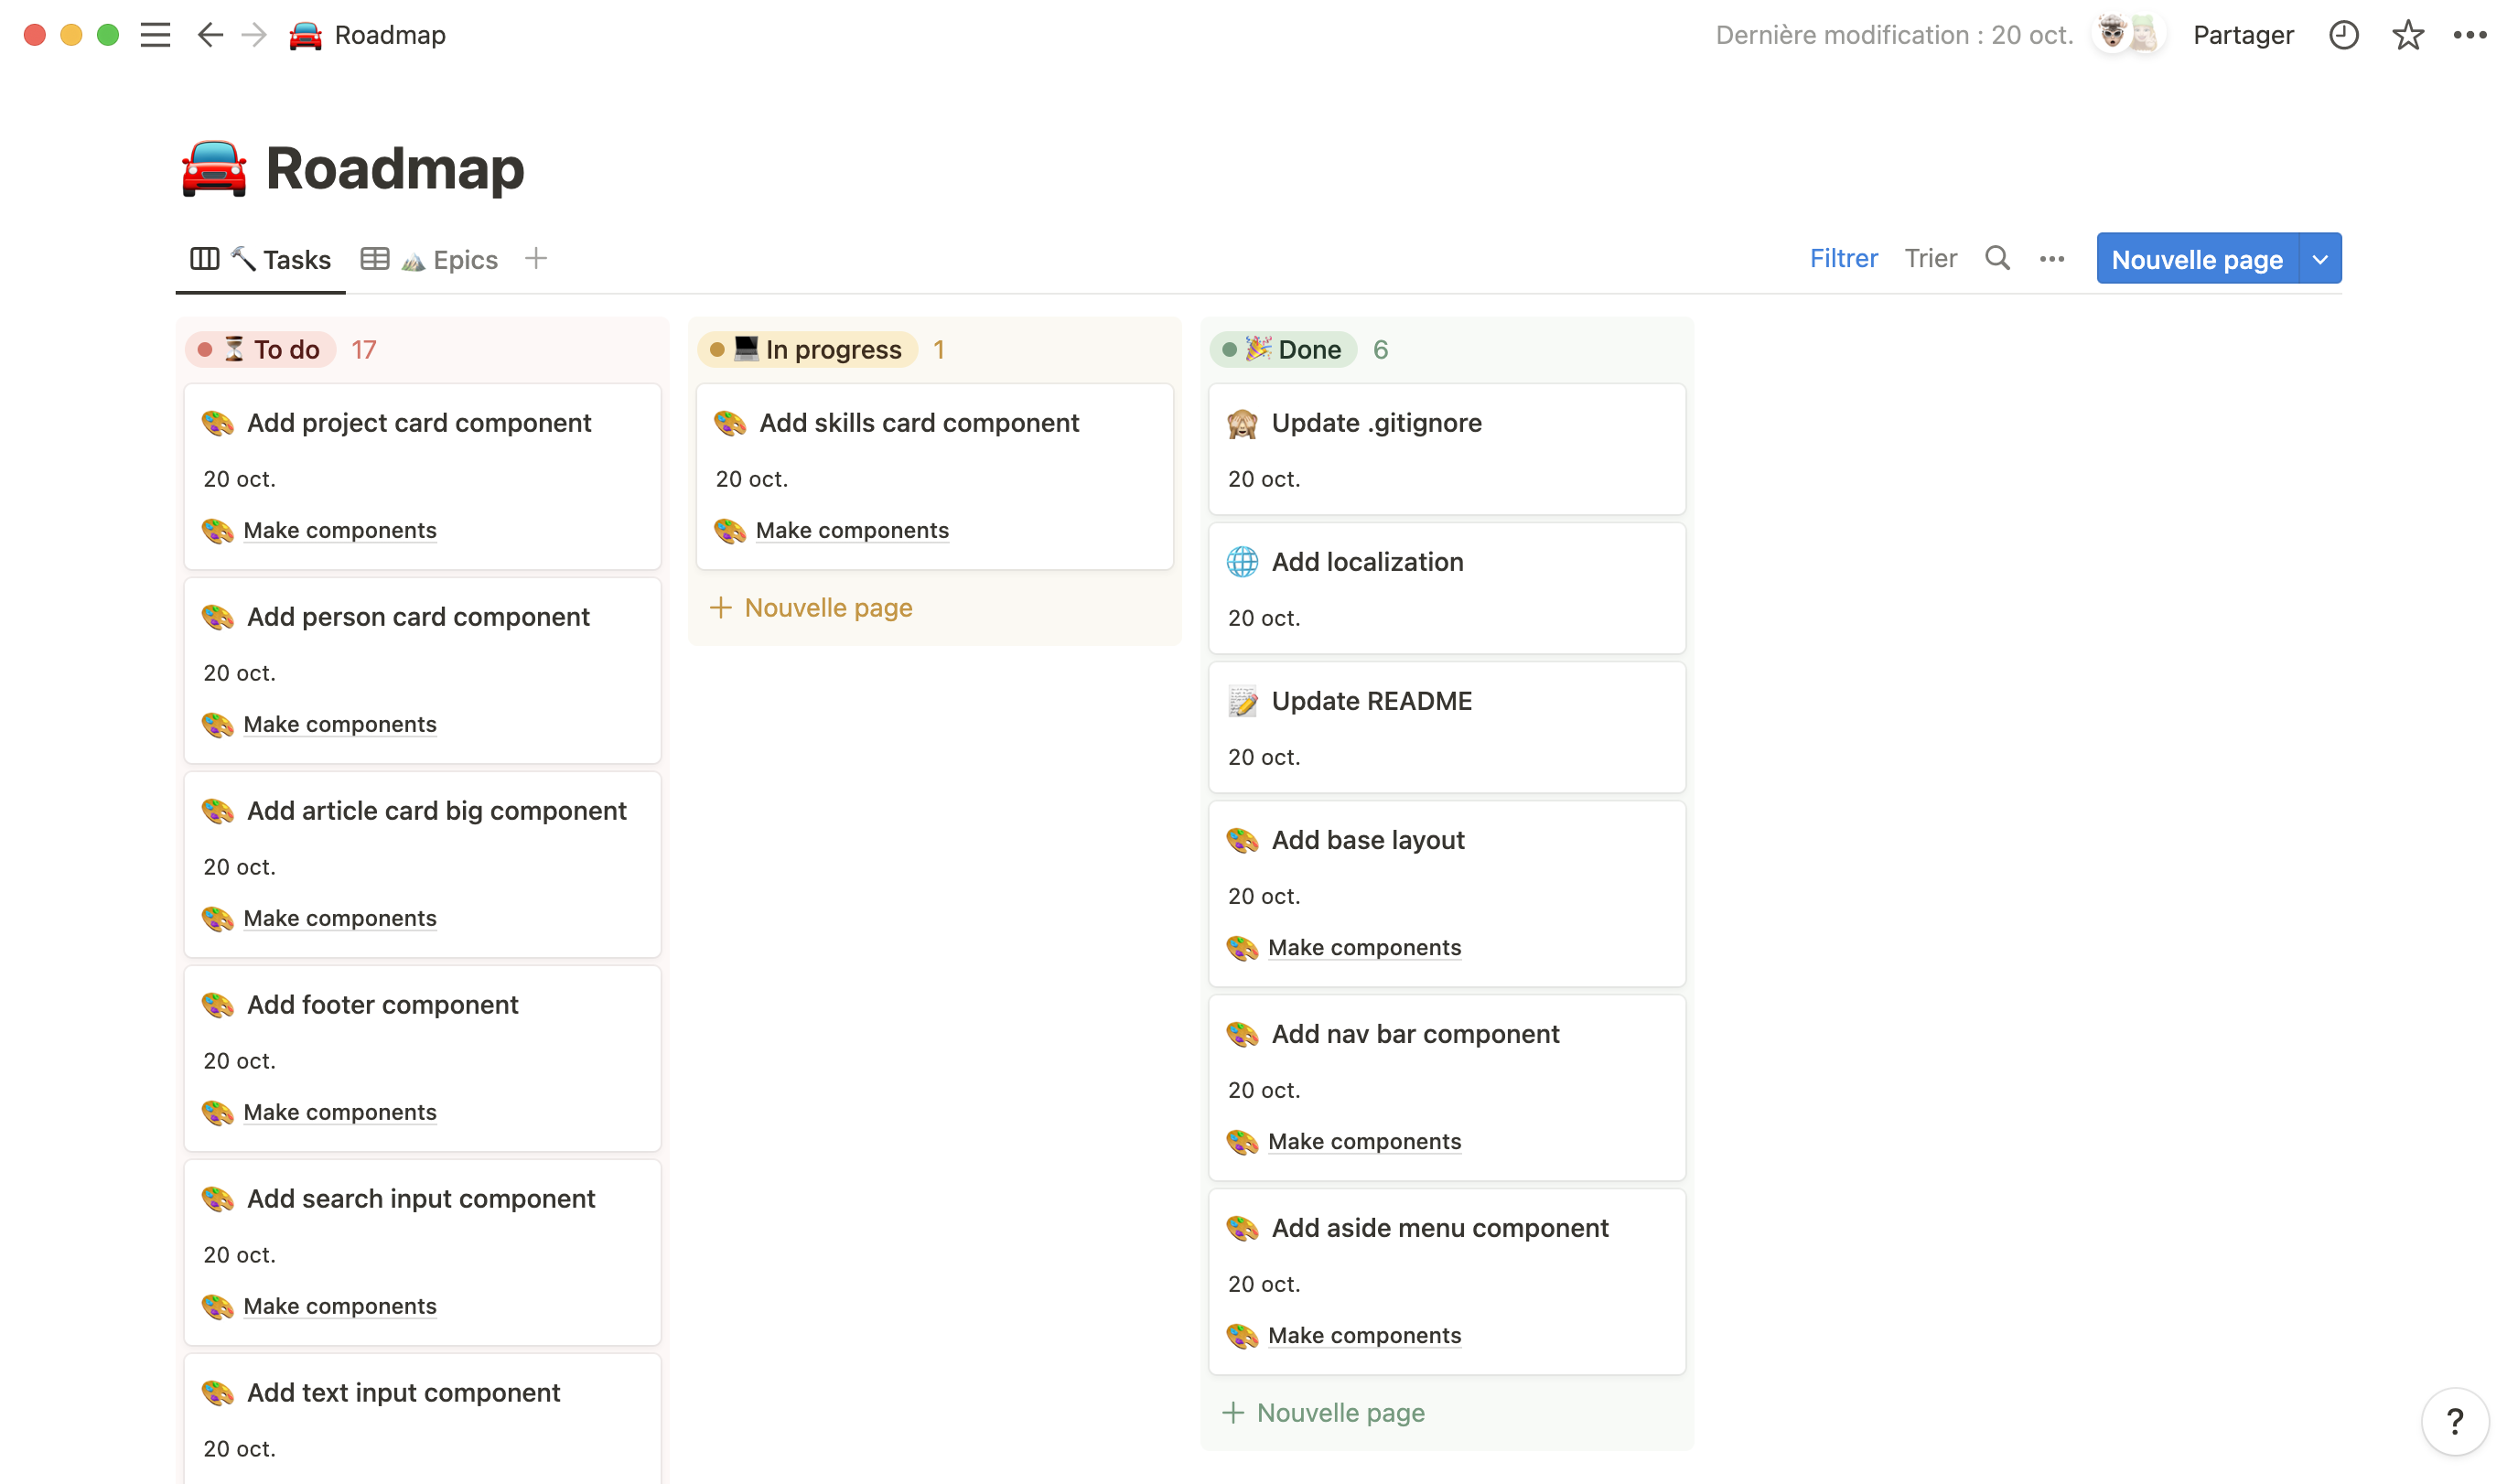 Roadmap
Dernière modification : 20 oct.
Partager
Roadmap
Tasks
Epics
Filtrer
Trier
Nouvelle page
To do 17
Add project card component
20 oct.
Make components
Add person card component
20 oct.
Make components
Add article card big component
20 oct.
Make components
Add footer component
20 oct.
Make components
Add search input component
20 oct.
Make components
Add text input component
20 oct.
In progress 1
Add skills card component
20 oct.
Make components
Nouvelle page
Done 6
Update .gitignore
20 oct.
Add localization
20 oct.
Update README
20 oct.
Add base layout
20 oct.
Make components
Add nav bar component
20 oct.
Make components
Add aside menu component
20 oct.
Make components
Nouvelle page
?